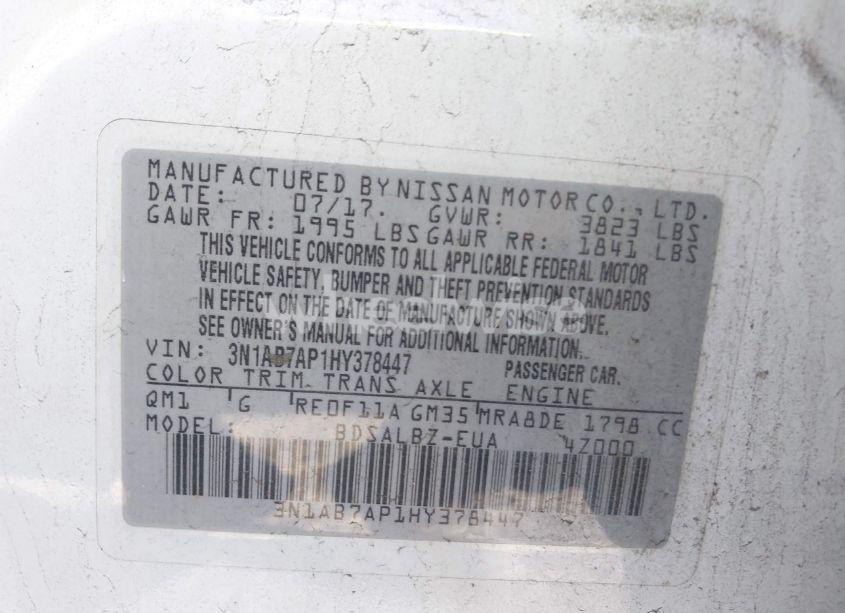 MANUFACTURED BY NISSAN MOTOR CO., LTD.
DATE: 07/17. GVWR: 3823 LBS
GAWR FR: 1995 LBS GAWR RR: 1841 LBS
THIS VEHICLE CONFORMS TO ALL APPLICABLE FEDERAL MOTOR
VEHICLE SAFETY, BUMPER AND THEFT PREVENTION STANDARDS
IN EFFECT ON THE DATE OF MANUFACTURE SHOWN ABOVE.
SEE OWNER'S MANUAL FOR ADDITIONAL INFORMATION.
VIN: 3N1AB7AP1HY378447 PASSENGER CAR.
COLOR TRIM TRANS AXLE ENGINE
QM1 G RE0F11A GM35 MRA8DE 1798 CC
MODEL: BDSALBZ-EUA 4Z000
3N1AB7AP1HY378447